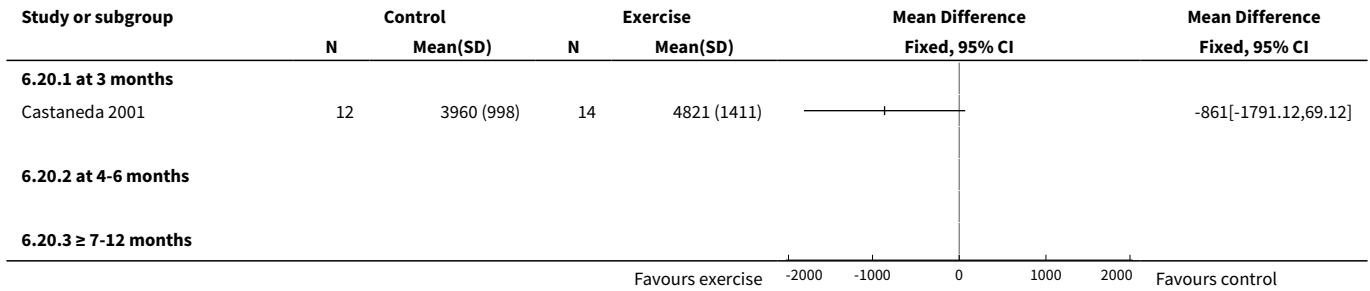 Study or subgroup Control Exercise Mean Difference Mean Difference
N Mean(SD) N Mean(SD) Fixed, 95% CI Fixed, 95% CI
6.20.1 at 3 months
Castaneda 2001 12 3960 (998) 14 4821 (1411) -861[-1791.12,69.12]
6.20.2 at 4-6 months
6.20.3 ≥ 7-12 months
Favours exercise -2000 -1000 0 1000 2000 Favours control